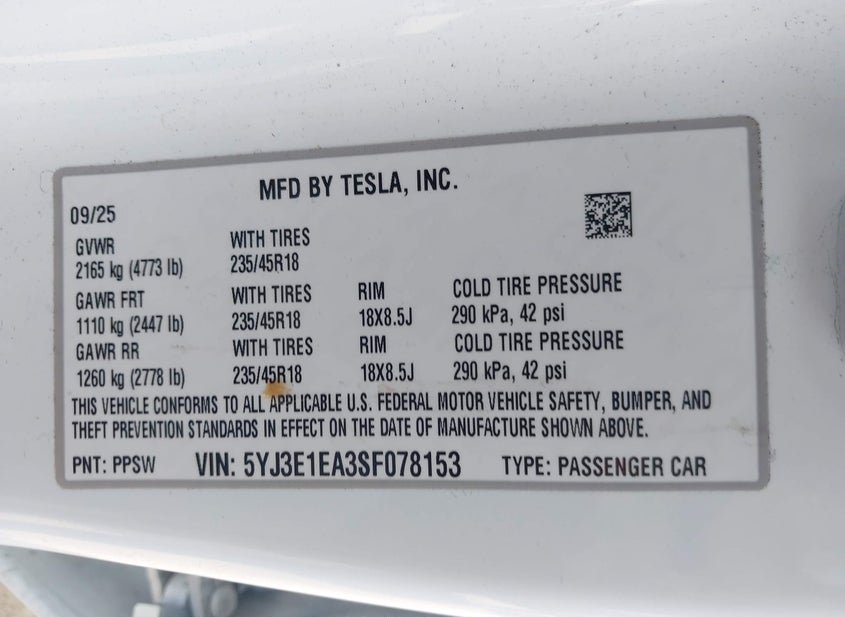 MFD BY TESLA, INC.
09/25
GVWR WITH TIRES
2165 kg (4773 lb) 235/45R18
GAWR FRT WITH TIRES RIM COLD TIRE PRESSURE
1110 kg (2447 lb) 235/45R18 18X8.5J 290 kPa, 42 psi
GAWR RR WITH TIRES RIM COLD TIRE PRESSURE
1260 kg (2778 lb) 235/45R18 18X8.5J 290 kPa, 42 psi
THIS VEHICLE CONFORMS TO ALL APPLICABLE U.S. FEDERAL MOTOR VEHICLE SAFETY, BUMPER, AND
THEFT PREVENTION STANDARDS IN EFFECT ON THE DATE OF MANUFACTURE SHOWN ABOVE.
PNT: PPSW VIN: 5YJ3E1EA3SF078153 TYPE: PASSENGER CAR